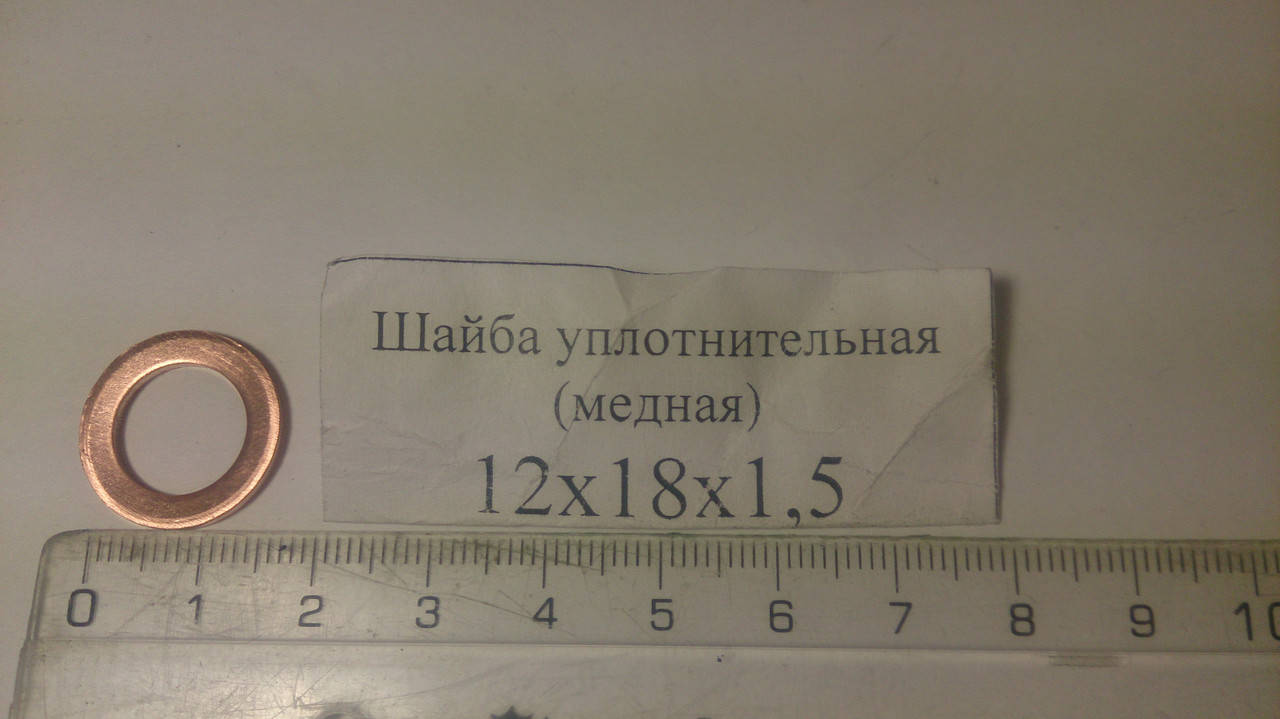 Шайба уплотнительная
(медная)
12х18х1,5
0 1 2 3 4 5 6 7 8 9 10